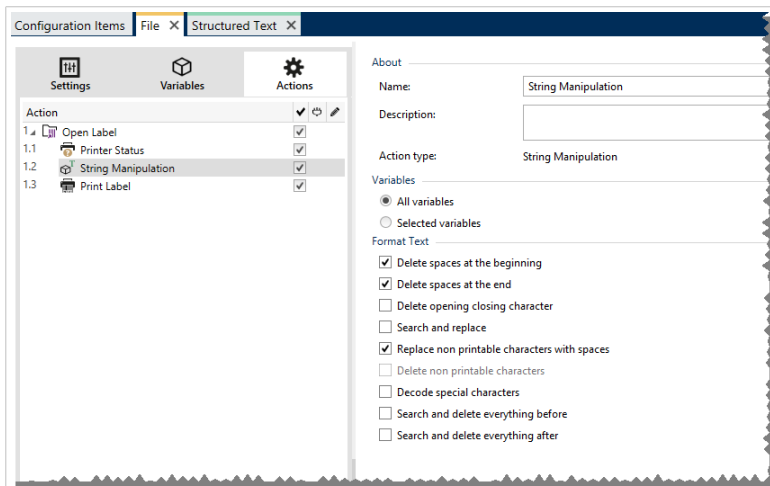 Configuration Items File Structured Text
Settings Variables Actions
Action
1 Open Label
1.1 Printer Status
1.2 String Manipulation
1.3 Print Label
About
Name: String Manipulation
Description:
Action type: String Manipulation
Variables
All variables
Selected variables
Format Text
Delete spaces at the beginning
Delete spaces at the end
Delete opening closing character
Search and replace
Replace non printable characters with spaces
Delete non printable characters
Decode special characters
Search and delete everything before
Search and delete everything after